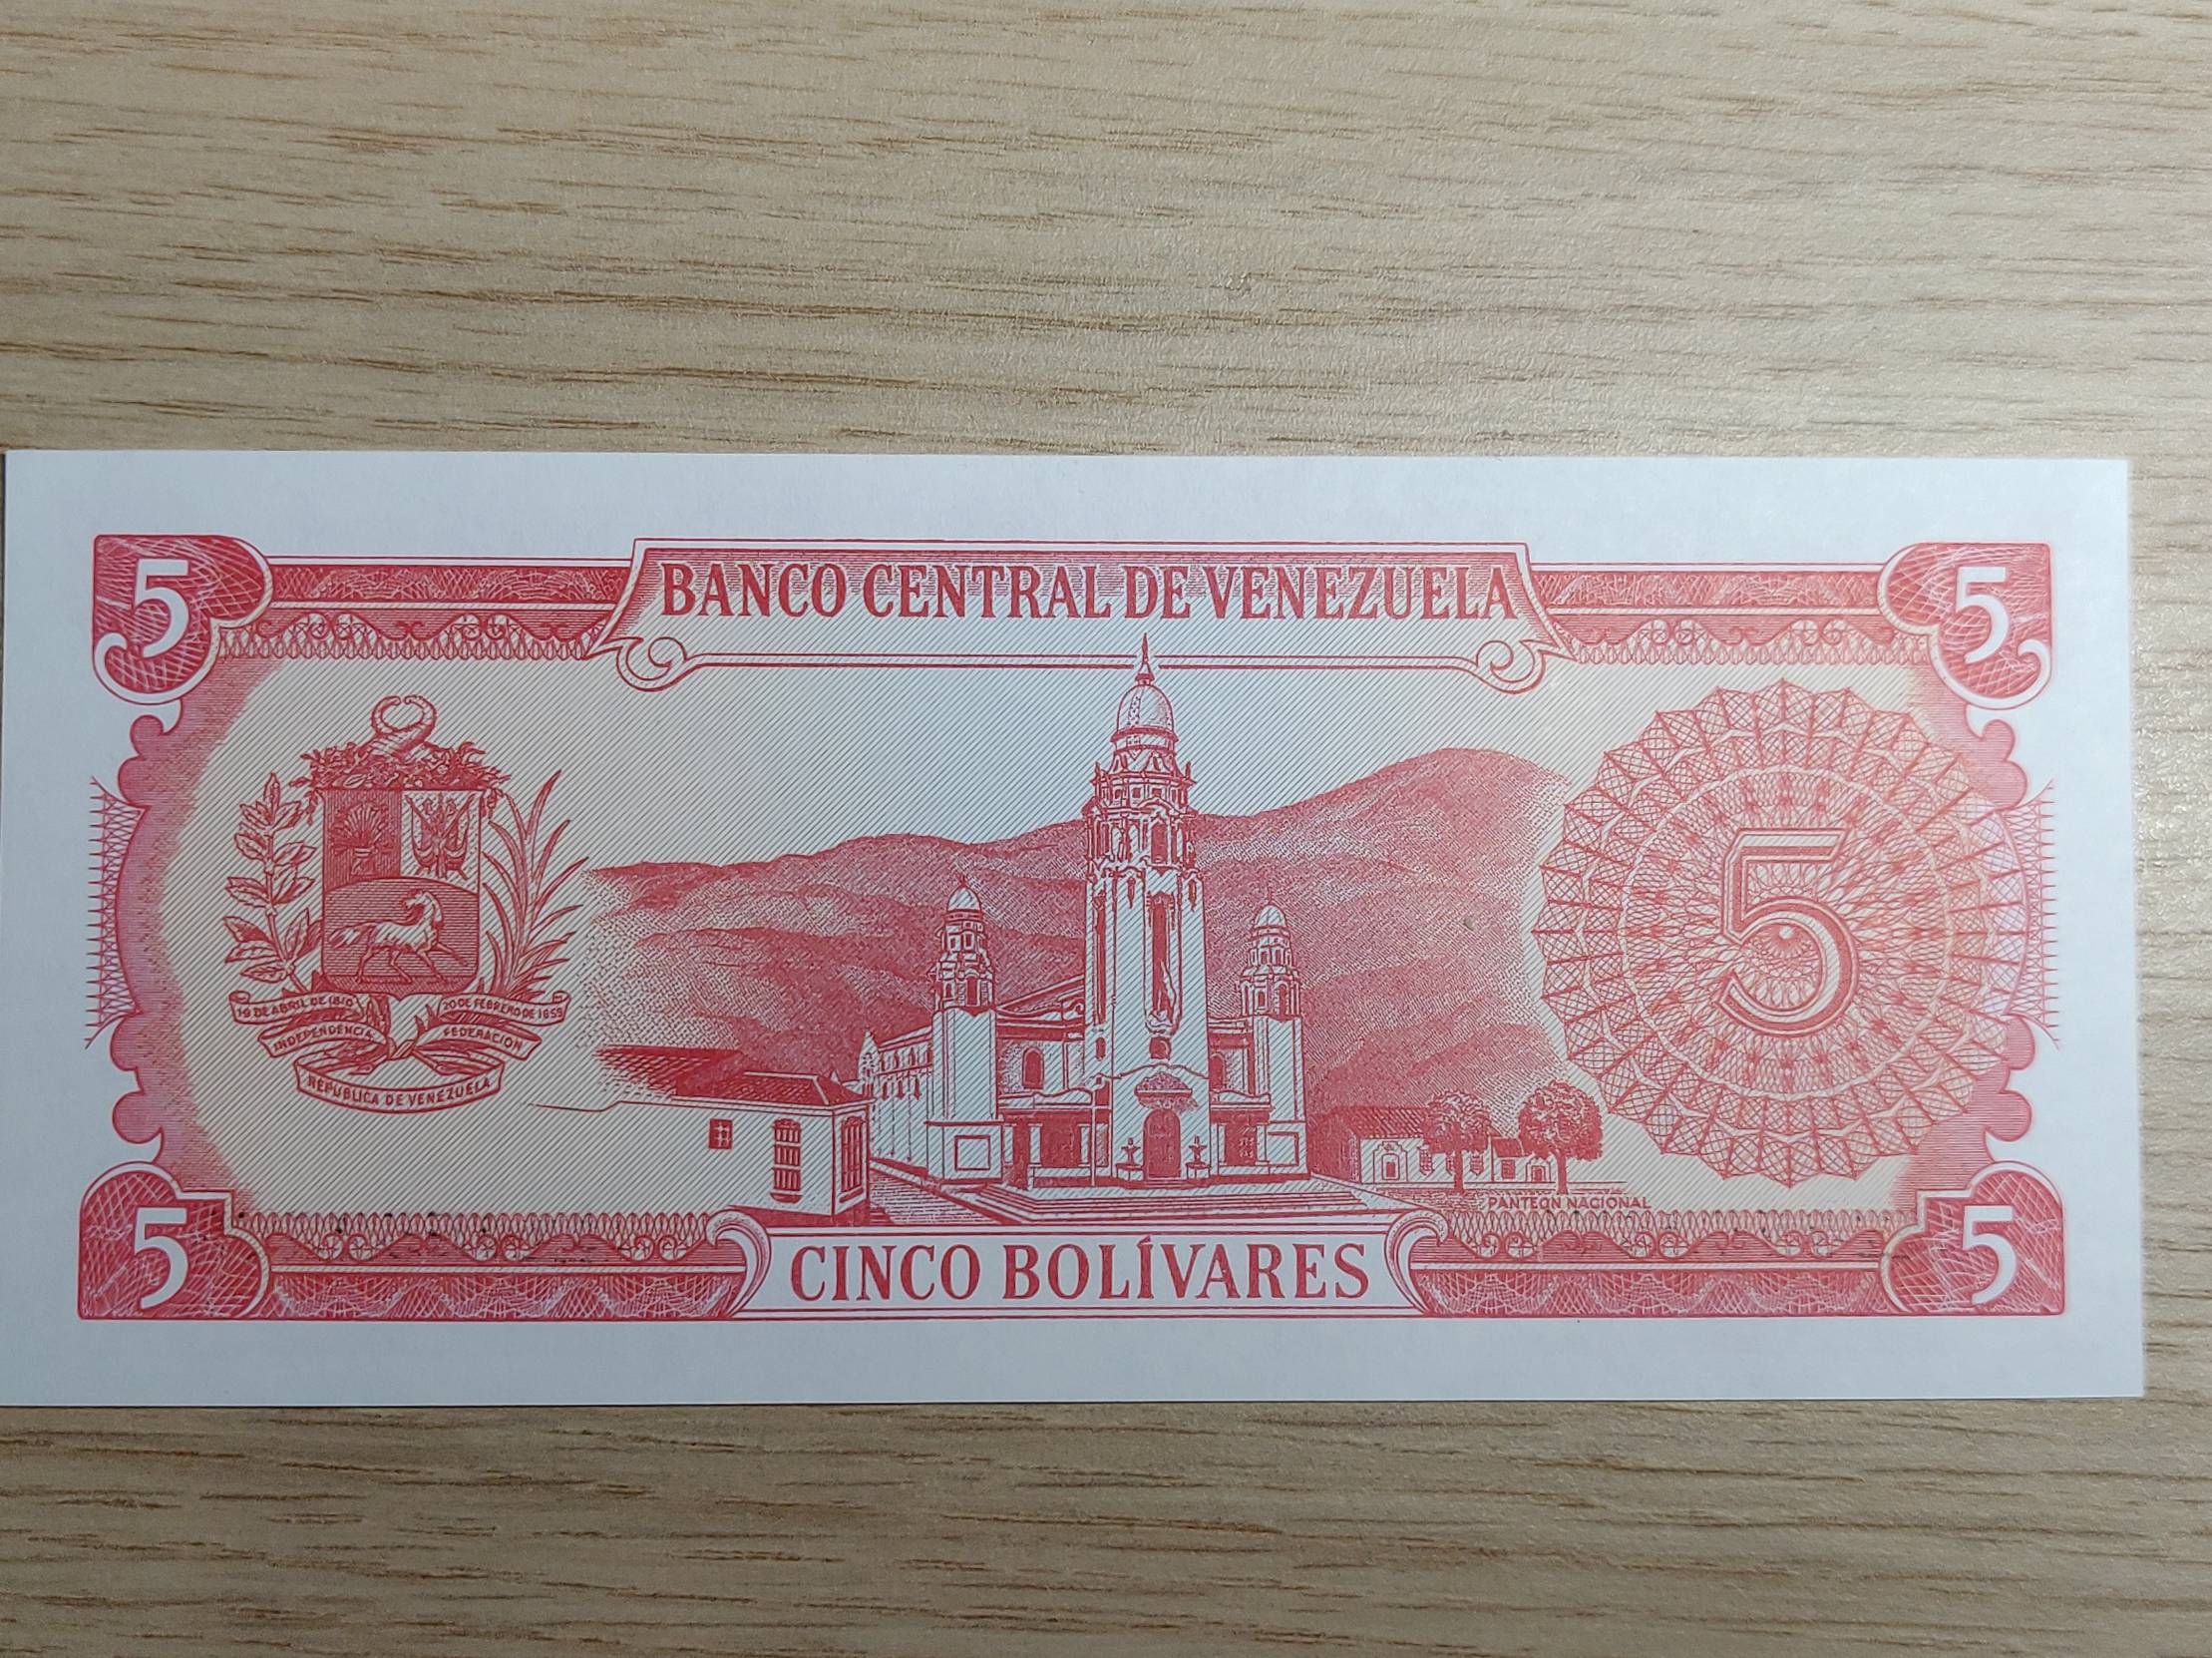 5
BANCO CENTRAL DE VENEZUELA
5
5
19 DE ABRIL DE 1810
20 DE FEBRERO DE 1859
INDEPENDENCIA
FEDERACION
REPUBLICA DE VENEZUELA
PANTEON NACIONAL
5
CINCO BOLÍVARES
5